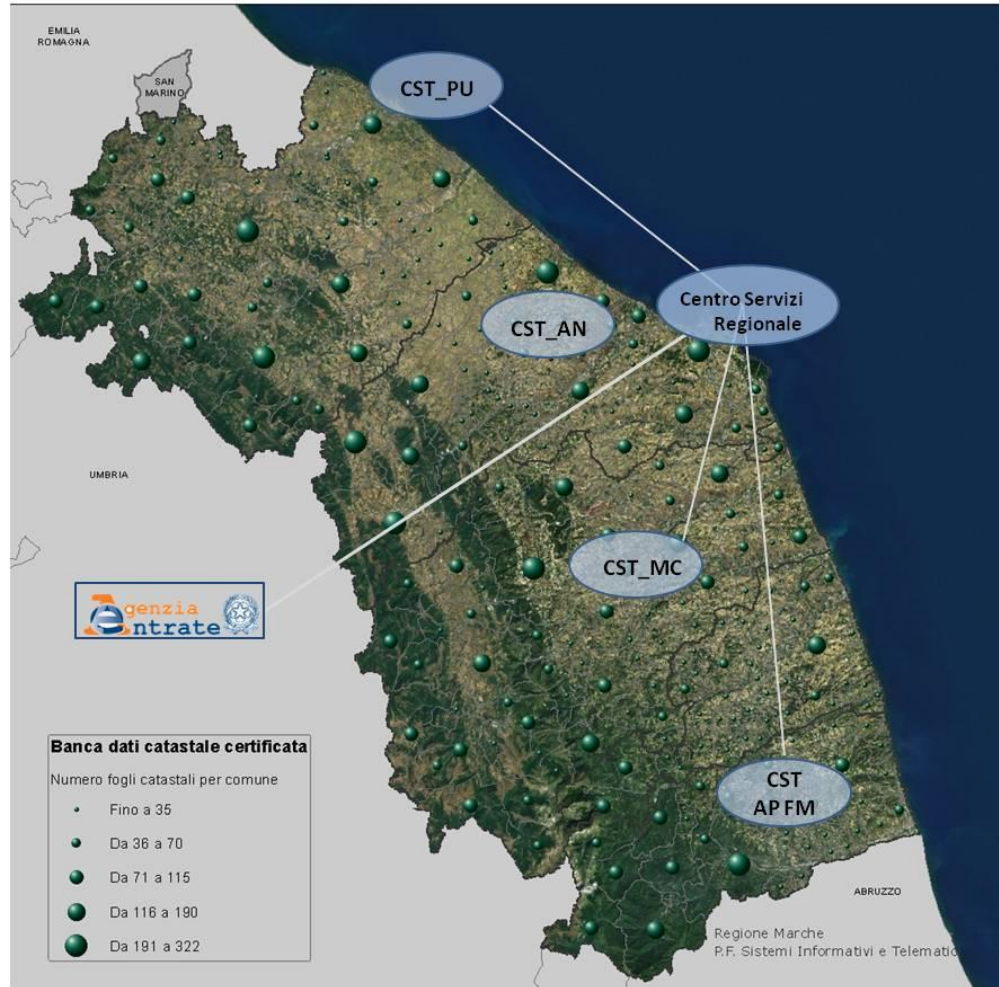 EMILIA
ROMAGNA
SAN
MARINO
CST_PU
Centro Servizi
Regionale
CST_AN
UMBRIA
CST_MC
Agenzia
Entrate
CST
AP FM
ABRUZZO
Banca dati catastale certificata
Numero fogli catastali per comune
Fino a 35
Da 36 a 70
Da 71 a 115
Da 116 a 190
Da 191 a 322
Regione Marche
P.F. Sistemi Informativi e Telematic